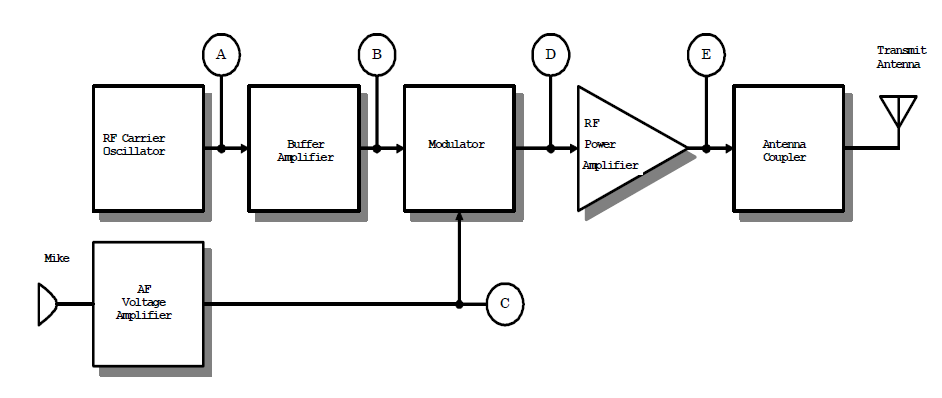 A
B
D
E
Transmit
Antenna
RF Carrier
Oscillator
Buffer
Amplifier
Modulator
RF
Power
Amplifier
Antenna
Coupler
Mike
AF
Voltage
Amplifier
C